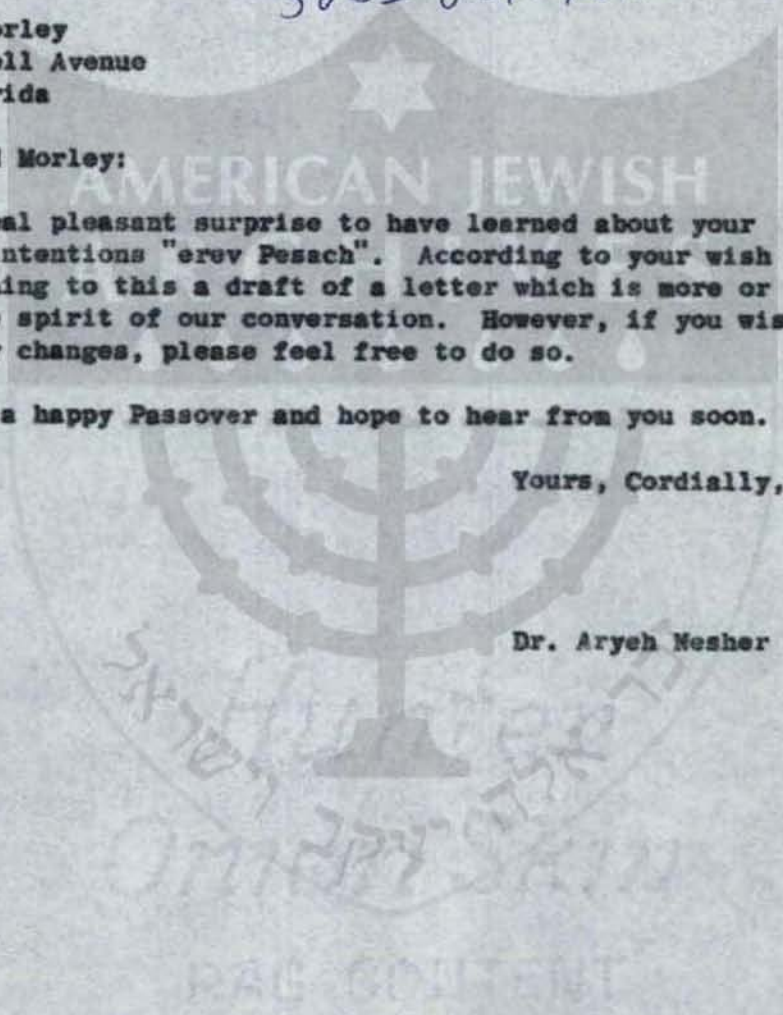 orley
ll Avenue
rida
Morley:
AMERICAN JEWISH
al pleasant surprise to have learned about your
ntentions "erev Pesach". According to your wish
ing to this a draft of a letter which is more or
spirit of our conversation. However, if you wis
changes, please feel free to do so.
a happy Passover and hope to hear from you soon.
Yours, Cordially,
Dr. Aryeh Nesher